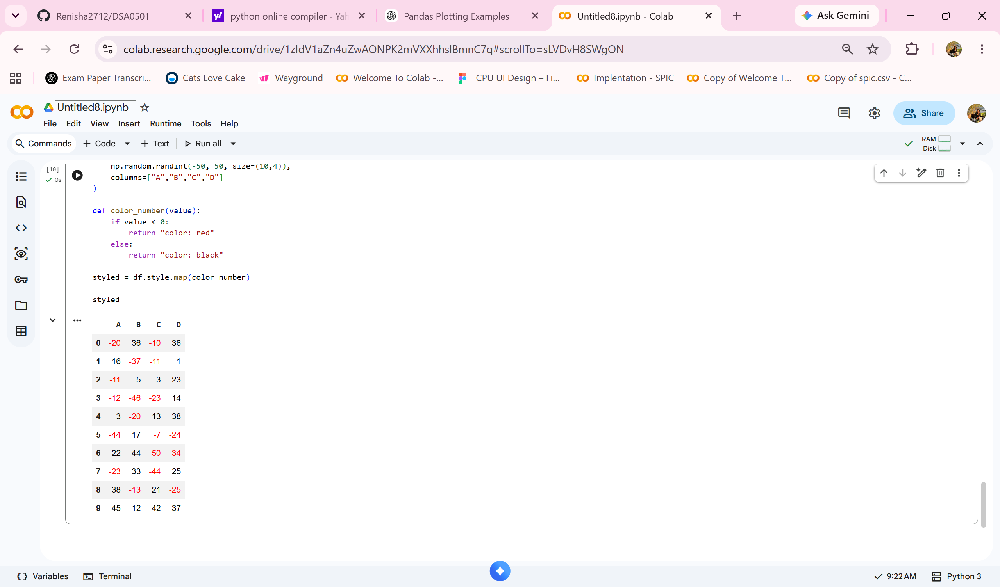 Renisha2712/DSA0501
python online compiler - Yah
Pandas Plotting Examples
Untitled8.ipynb - Colab
Ask Gemini
colab.research.google.com/drive/1zIdV1aZn4uZwAONPK2mVXXhhslBmnC7q#scrollTo=sLVDvH8SWgON
Exam Paper Transcri...
Cats Love Cake
Wayground
Welcome To Colab -...
CPU UI Design – Fi...
Implentation - SPIC
Copy of Welcome T...
Copy of spic.csv - C...
Untitled8.ipynb
File Edit View Insert Runtime Tools Help
Share
Commands + Code + Text Run all
RAM
Disk
[10]
0s
np.random.randint(-50, 50, size=(10,4)),
columns=["A","B","C","D"]
)
def color_number(value):
if value < 0:
return "color: red"
else:
return "color: black"
styled = df.style.map(color_number)
styled
A B C D
0 -20 36 -10 36
1 16 -37 -11 1
2 -11 5 3 23
3 -12 -46 -23 14
4 3 -20 13 38
5 -44 17 -7 -24
6 22 44 -50 -34
7 -23 33 -44 25
8 38 -13 21 -25
9 45 12 42 37
Variables
Terminal
9:22 AM
Python 3